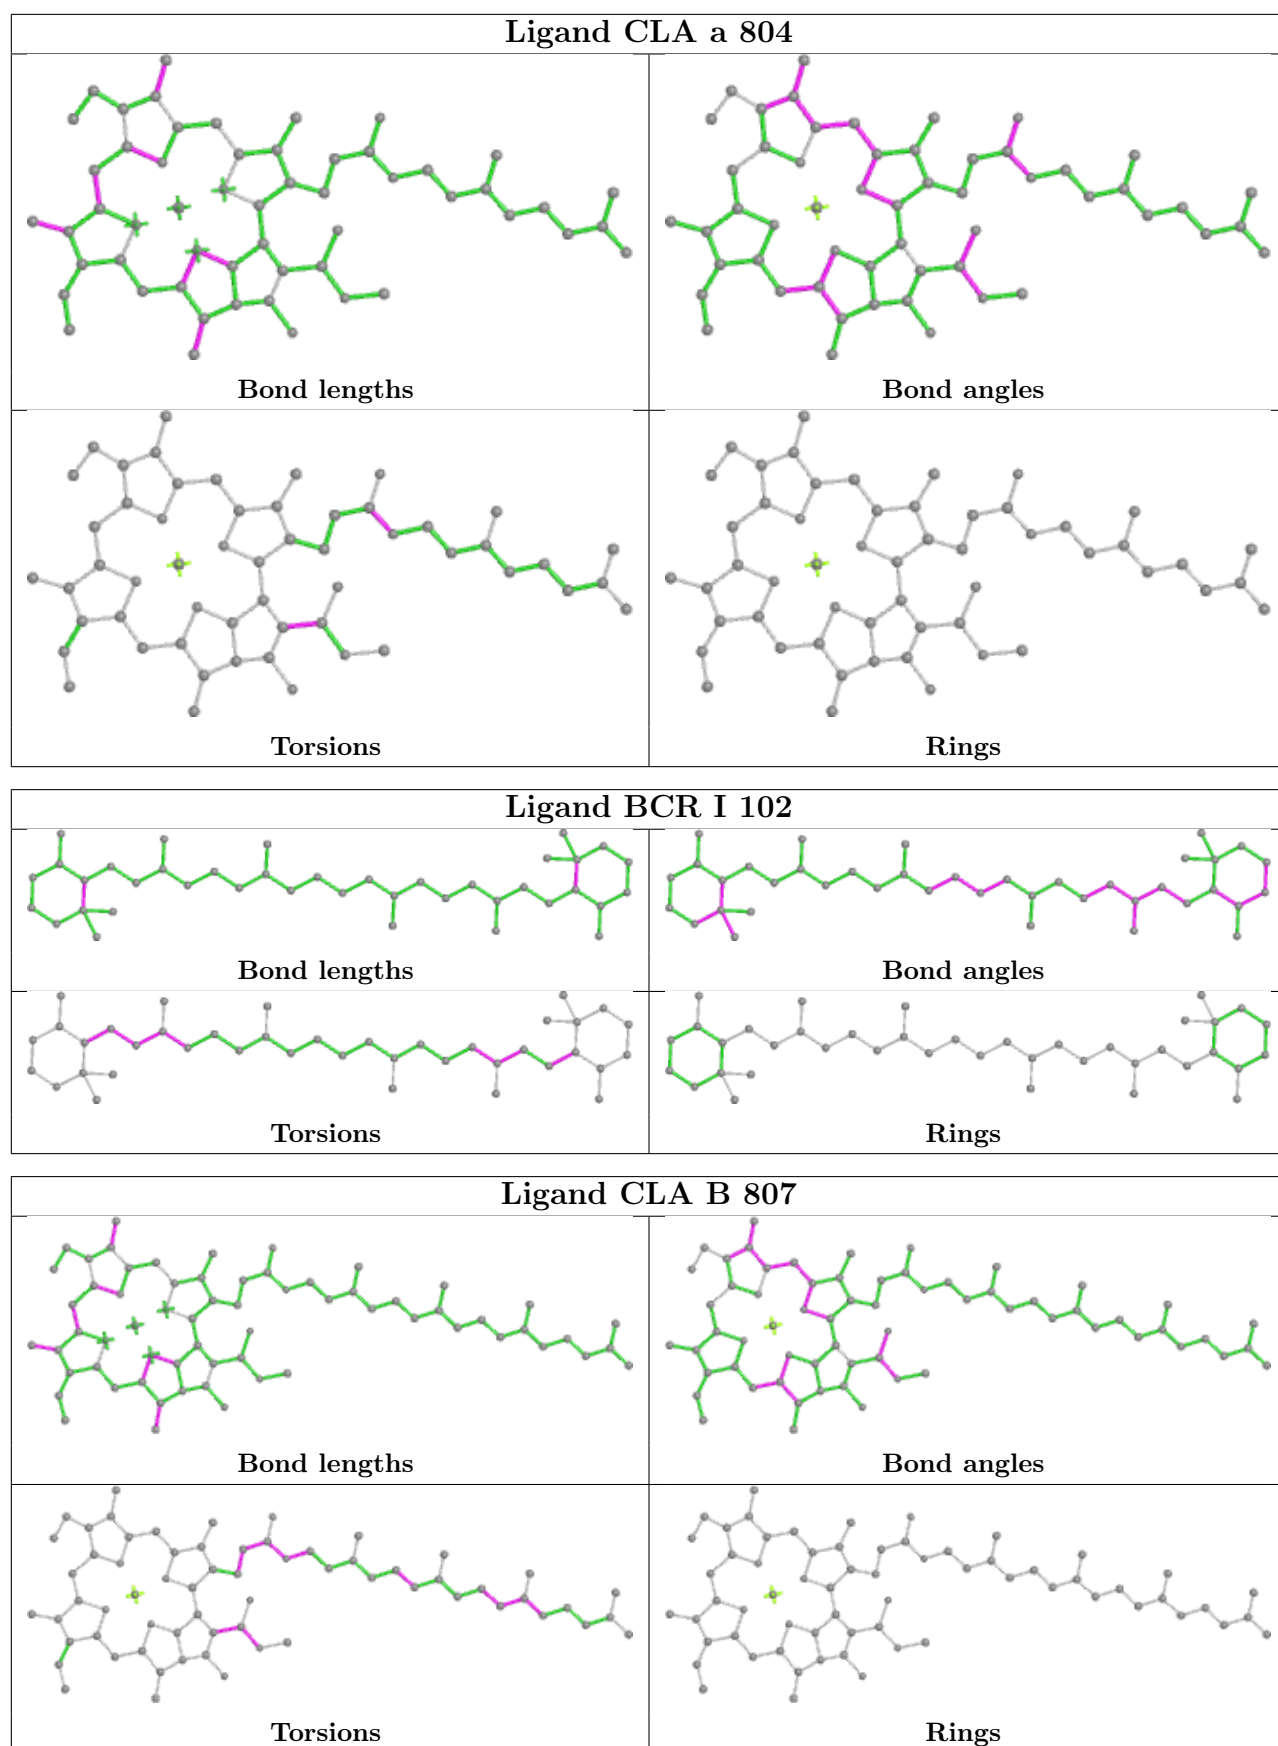 Ligand CLA a 804
Bond lengths
Bond angles
Torsions
Rings
Ligand BCR I 102
Bond lengths
Bond angles
Torsions
Rings
Ligand CLA B 807
Bond lengths
Bond angles
Torsions
Rings